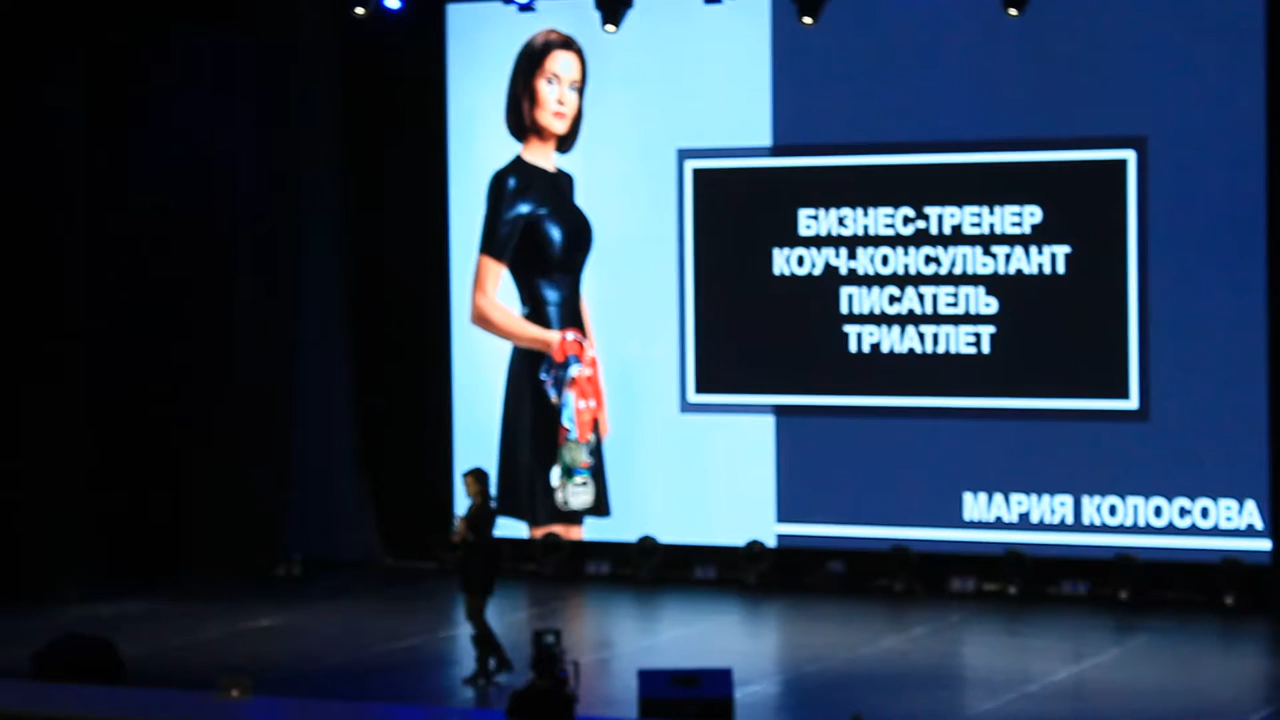 БИЗНЕС-ТРЕНЕР
КОУЧ-КОНСУЛЬТАНТ
ПИСАТЕЛЬ
ТРИАТЛЕТ
МАРИЯ КОЛОСОВА